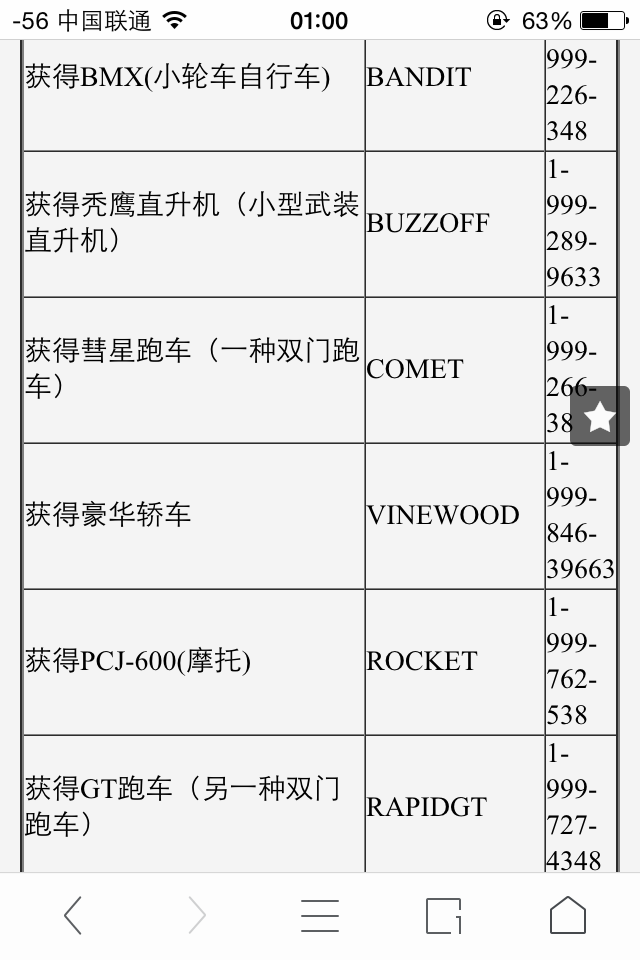 -56 中国联通 01:00 63%
获得BMX(小轮车自行车)
BANDIT
999-
226-
348
获得秃鹰直升机（小型武装
直升机）
BUZZOFF
1-
999-
289-
9633
获得彗星跑车（一种双门跑
车）
COMET
1-
999-
266-
38
获得豪华轿车
VINEWOOD
1-
999-
846-
39663
获得PCJ-600(摩托)
ROCKET
1-
999-
762-
538
获得GT跑车（另一种双门
跑车）
RAPIDGT
1-
999-
727-
4348
1